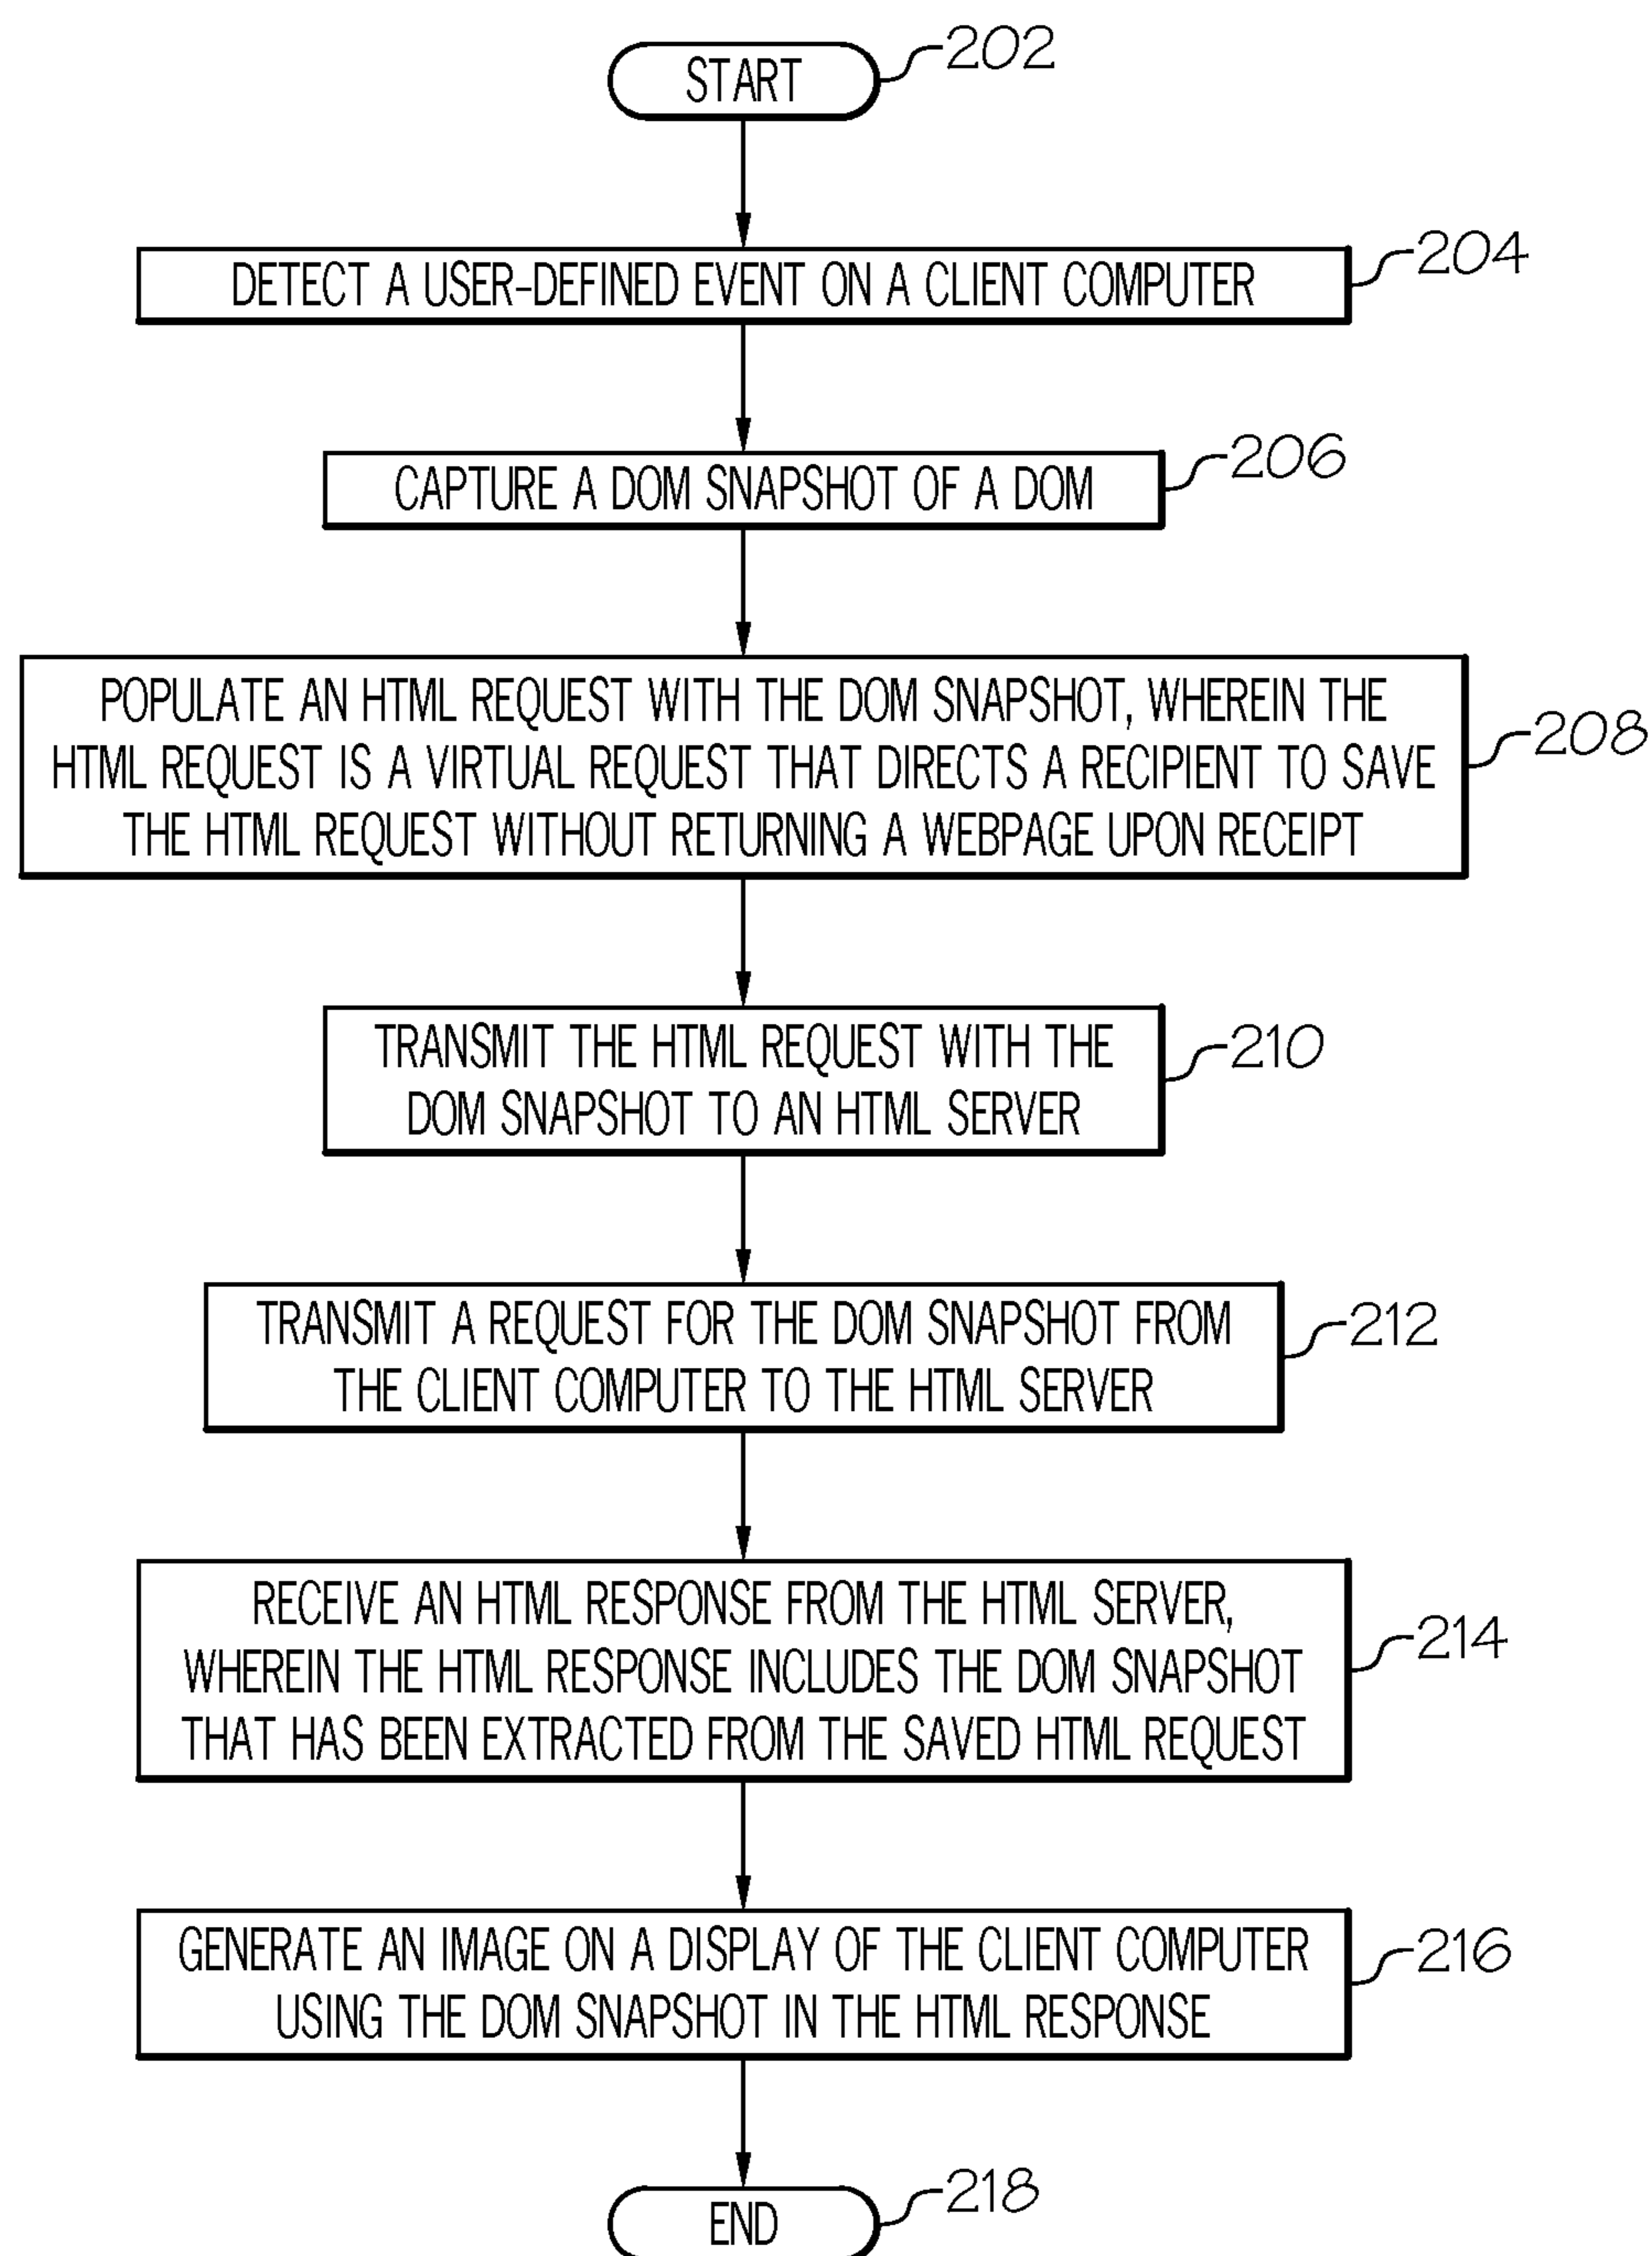 START
202
DETECT A USER-DEFINED EVENT ON A CLIENT COMPUTER
204
CAPTURE A DOM SNAPSHOT OF A DOM
206
POPULATE AN HTML REQUEST WITH THE DOM SNAPSHOT, WHEREIN THE
HTML REQUEST IS A VIRTUAL REQUEST THAT DIRECTS A RECIPIENT TO SAVE
THE HTML REQUEST WITHOUT RETURNING A WEBPAGE UPON RECEIPT
208
TRANSMIT THE HTML REQUEST WITH THE
DOM SNAPSHOT TO AN HTML SERVER
210
TRANSMIT A REQUEST FOR THE DOM SNAPSHOT FROM
THE CLIENT COMPUTER TO THE HTML SERVER
212
RECEIVE AN HTML RESPONSE FROM THE HTML SERVER,
WHEREIN THE HTML RESPONSE INCLUDES THE DOM SNAPSHOT
THAT HAS BEEN EXTRACTED FROM THE SAVED HTML REQUEST
214
GENERATE AN IMAGE ON A DISPLAY OF THE CLIENT COMPUTER
USING THE DOM SNAPSHOT IN THE HTML RESPONSE
216
END
218